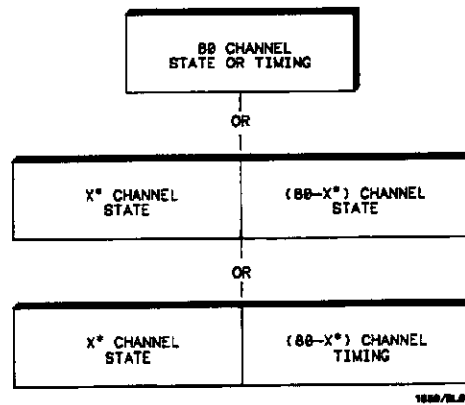 80 CHANNEL
STATE OR TIMING
OR
X* CHANNEL
STATE
(80-X*) CHANNEL
STATE
OR
X* CHANNEL
STATE
(80-X*) CHANNEL
TIMING